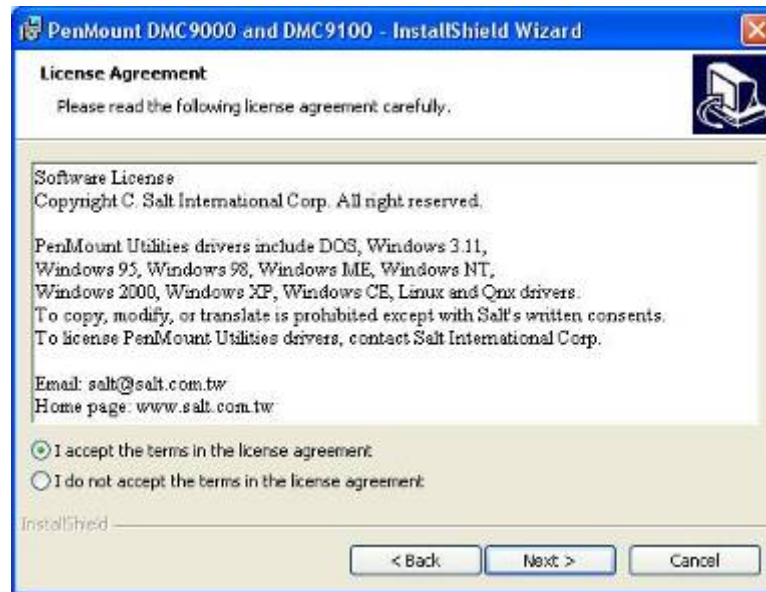 PenMount DMC9000 and DMC9100 - InstallShield Wizard
License Agreement
Please read the following license agreement carefully.
Software License
Copyright C. Salt International Corp. All right reserved.
PenMount Utilities drivers include DOS, Windows 3.11,
Windows 95, Windows 98, Windows ME, Windows NT,
Windows 2000, Windows XP, Windows CE, Linux and Qnx drivers.
To copy, modify, or translate is prohibited except with Salt's written consents.
To license PenMount Utilities drivers, contact Salt International Corp.
Email: salt@salt.com.tw
Home page: www.salt.com.tw
I accept the terms in the license agreement
I do not accept the terms in the license agreement
InstallShield
< Back Next > Cancel